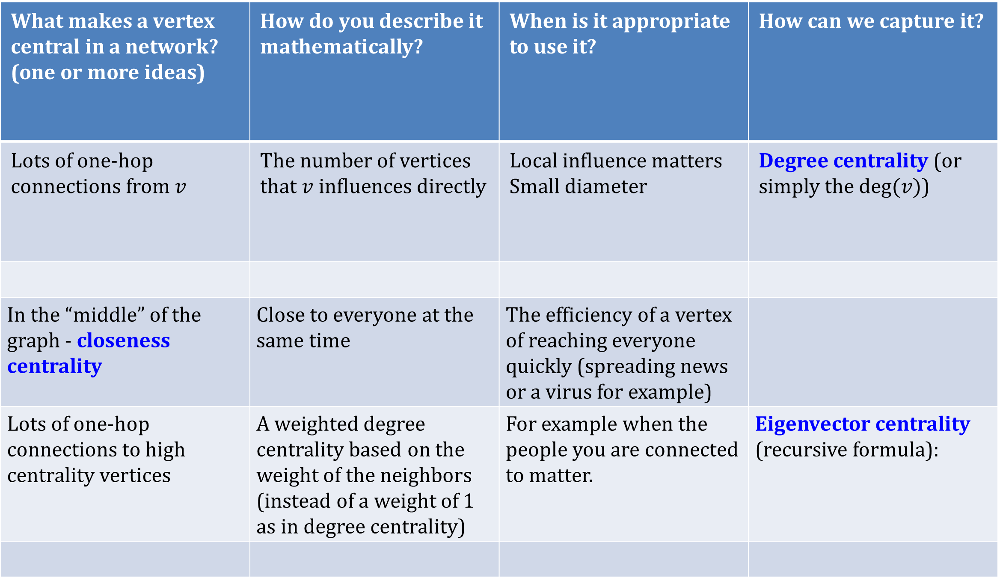 What makes a vertex
central in a network?
(one or more ideas)
How do you describe it
mathematically?
When is it appropriate
to use it?
How can we capture it?
Lots of one-hop
connections from 𝑣
The number of vertices
that 𝑣 influences directly
Local influence matters
Small diameter
Degree centrality (or
simply the deg(𝑣))
In the “middle” of the
graph - closeness
centrality
Close to everyone at the
same time
The efficiency of a vertex
of reaching everyone
quickly (spreading news
or a virus for example)
Lots of one-hop
connections to high
centrality vertices
A weighted degree
centrality based on the
weight of the neighbors
(instead of a weight of 1
as in degree centrality)
For example when the
people you are connected
to matter.
Eigenvector centrality
(recursive formula):